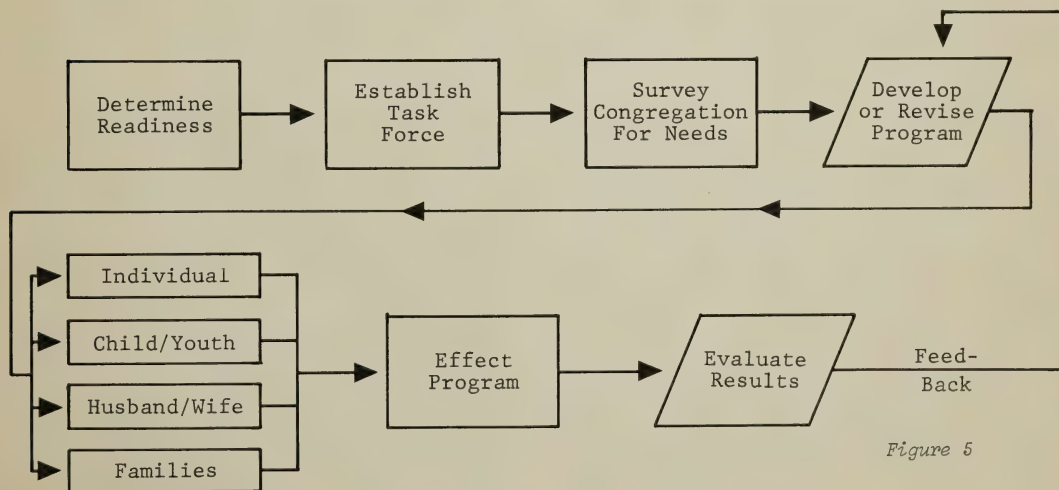 Determine
Readiness
Establish
Task
Force
Survey
Congregation
For Needs
Develop
or Revise
Program
Individual
Child/Youth
Husband/Wife
Families
Effect
Program
Evaluate
Results
Feed-
Back
Figure 5